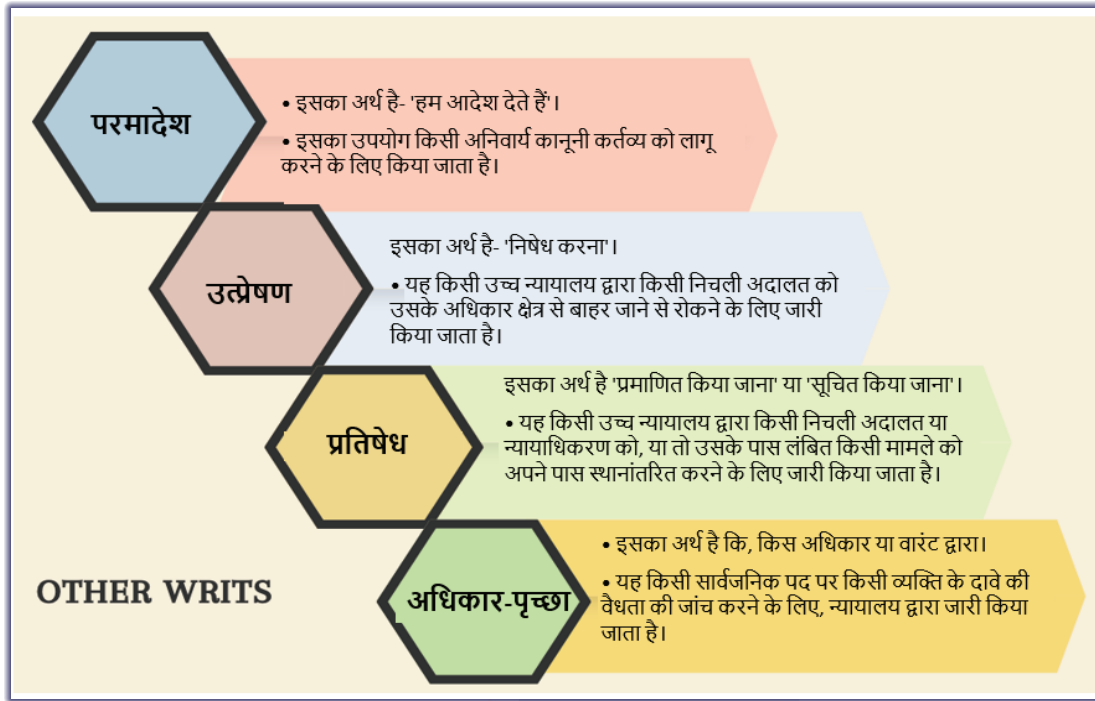 परमादेश
• इसका अर्थ है- 'हम आदेश देते हैं'।
• इसका उपयोग किसी अनिवार्य कानूनी कर्तव्य को लागू
करने के लिए किया जाता है।
उत्प्रेषण
इसका अर्थ है- 'निषेध करना'।
• यह किसी उच्च न्यायालय द्वारा किसी निचली अदालत को
उसके अधिकार क्षेत्र से बाहर जाने से रोकने के लिए जारी
किया जाता है।
प्रतिषेध
इसका अर्थ है 'प्रमाणित किया जाना' या 'सूचित किया जाना'।
• यह किसी उच्च न्यायालय द्वारा किसी निचली अदालत या
न्यायाधिकरण को, या तो उसके पास लंबित किसी मामले को
अपने पास स्थानांतरित करने के लिए जारी किया जाता है।
अधिकार-पृच्छा
• इसका अर्थ है कि, किस अधिकार या वारंट द्वारा।
• यह किसी सार्वजनिक पद पर किसी व्यक्ति के दावे की
वैधता की जांच करने के लिए, न्यायालय द्वारा जारी किया
जाता है।
OTHER WRITS